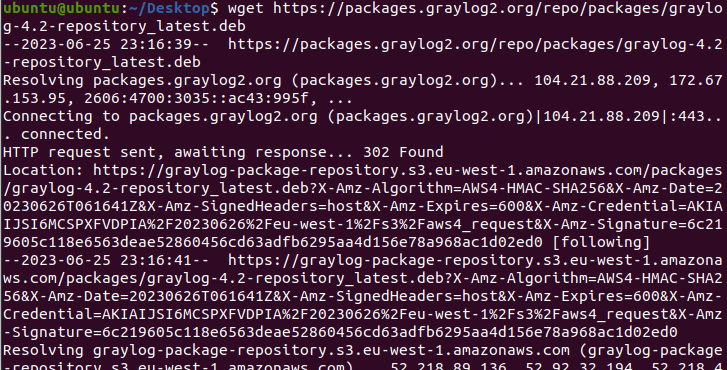 ubuntu@ubuntu:~/Desktop$ wget https://packages.graylog2.org/repo/packages/graylo
g-4.2-repository_latest.deb
--2023-06-25 23:16:39--  https://packages.graylog2.org/repo/packages/graylog-4.2
-repository_latest.deb
Resolving packages.graylog2.org (packages.graylog2.org)... 104.21.88.209, 172.67
.153.95, 2606:4700:3035::ac43:995f, ...
Connecting to packages.graylog2.org (packages.graylog2.org)|104.21.88.209|:443..
. connected.
HTTP request sent, awaiting response... 302 Found
Location: https://graylog-package-repository.s3.eu-west-1.amazonaws.com/packages
/graylog-4.2-repository_latest.deb?X-Amz-Algorithm=AWS4-HMAC-SHA256&X-Amz-Date=2
0230626T061641Z&X-Amz-SignedHeaders=host&X-Amz-Expires=600&X-Amz-Credential=AKIA
IJSI6MCSPXFVDPIA%2F20230626%2Feu-west-1%2Fs3%2Faws4_request&X-Amz-Signature=6c21
9605c118e6563deae52860456cd63adfb6295aa4d156e78a968ac1d02ed0 [following]
--2023-06-25 23:16:41--  https://graylog-package-repository.s3.eu-west-1.amazona
ws.com/packages/graylog-4.2-repository_latest.deb?X-Amz-Algorithm=AWS4-HMAC-SHA2
56&X-Amz-Date=20230626T061641Z&X-Amz-SignedHeaders=host&X-Amz-Expires=600&X-Amz-
Credential=AKIAIJSI6MCSPXFVDPIA%2F20230626%2Feu-west-1%2Fs3%2Faws4_request&X-Amz
-Signature=6c219605c118e6563deae52860456cd63adfb6295aa4d156e78a968ac1d02ed0
Resolving graylog-package-repository.s3.eu-west-1.amazonaws.com (graylog-package
-repository.s3.eu-west-1.amazonaws.com)... 52.218.89.136, 52.92.32.194, 52.218.4